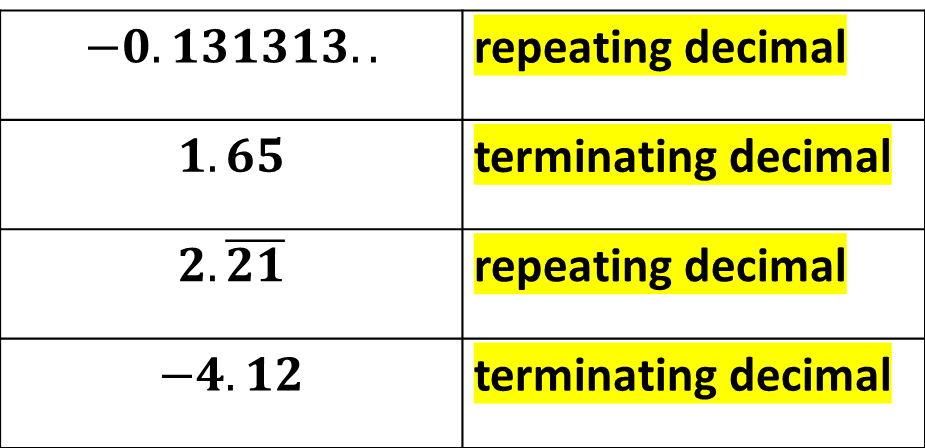 −0.131313.. repeating decimal
1.65 terminating decimal
2.2̅1̅ repeating decimal
−4.12 terminating decimal